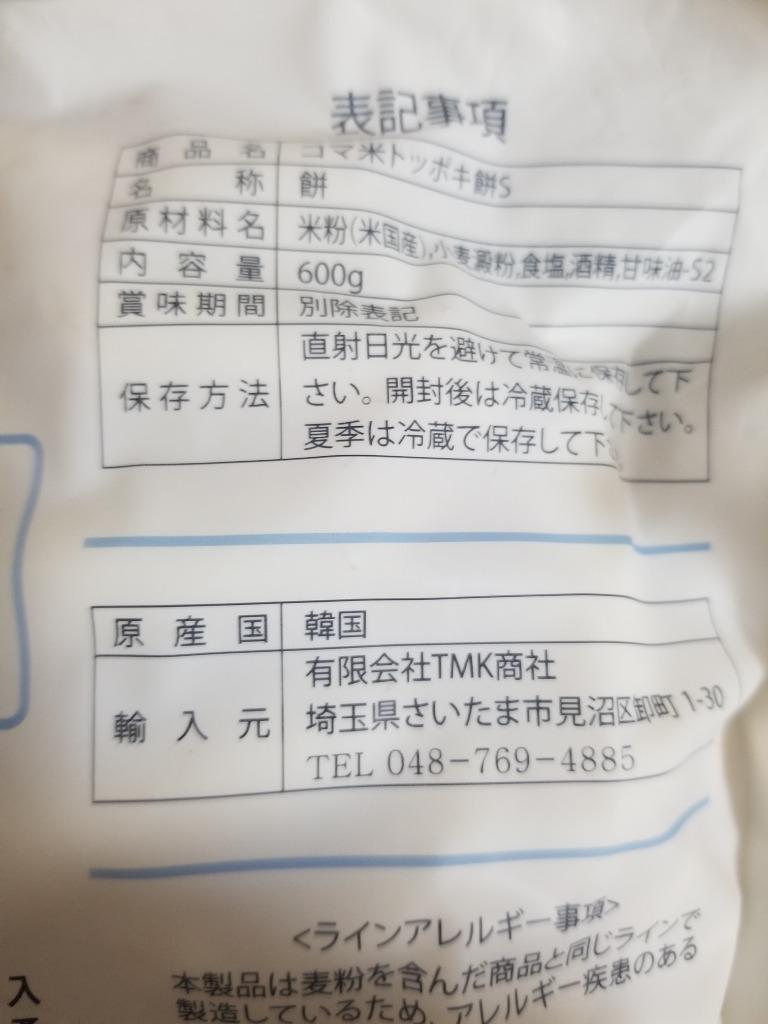 表記事項
商品名 コマ米トッポキ餅S
名称 餅
原材料名 米粉(米国産),小麦澱粉,食塩,酒精,甘味油-S2
内容量 600g
賞味期間 別除表記
保存方法 直射日光を避けて常温に保存して下
さい。開封後は冷蔵保存して下さい。
夏季は冷蔵で保存して下
原産国 韓国
輸入元 有限会社TMK商社
埼玉県さいたま市見沼区卸町 1-30
TEL 048-769-4885
<ラインアレルギー事項>
本製品は麦粉を含んだ商品と同じラインで
製造しているため、アレルギー疾患のある
入